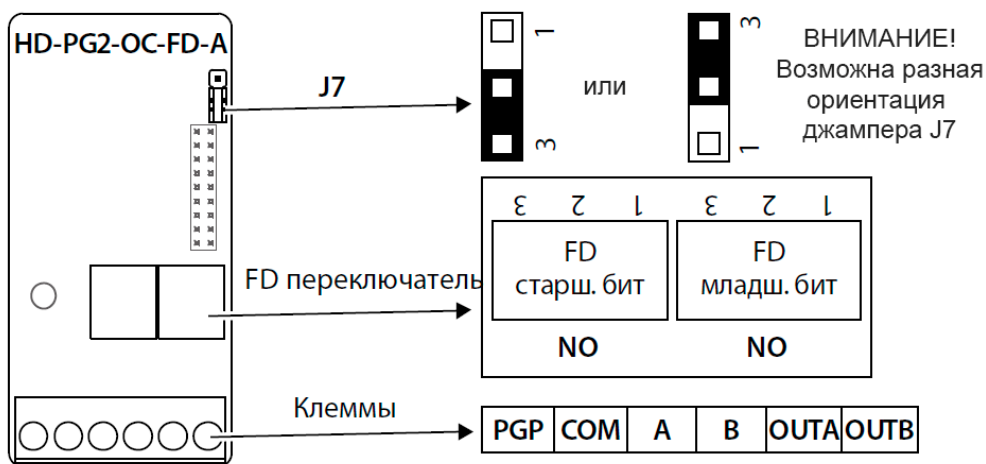 HD-PG2-OC-FD-A
J7
1
3
или
3
1
ВНИМАНИЕ!
Возможна разная
ориентация
джампера J7
FD переключатель
3 2 1 3 2 1
FD
старш. бит
FD
младш. бит
NO NO
Клеммы
PGP COM A B OUTA OUTB